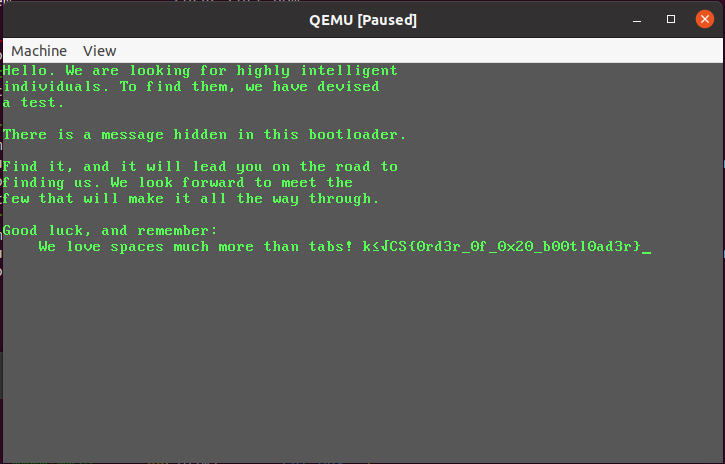 QEMU [Paused]
Machine View
Hello. We are looking for highly intelligent
individuals. To find them, we have devised
a test.
There is a message hidden in this bootloader.
Find it, and it will lead you on the road to
finding us. We look forward to meet the
few that will make it all the way through.
Good luck, and remember:
We love spaces much more than tabs! k≤√CS{0rd3r_0f_0x20_b00tl0ad3r}_